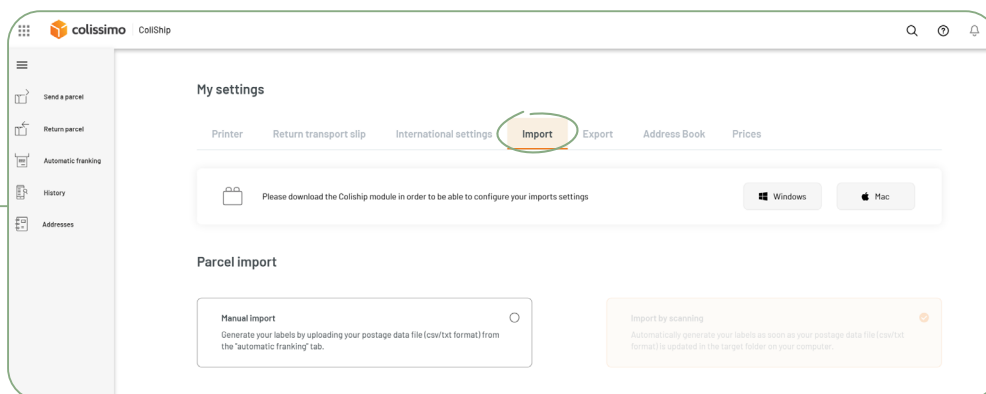 colissimo ColiShip
Send a parcel
Return parcel
Automatic franking
History
Addresses
My settings
Printer Return transport slip International settings Import Export Address Book Prices
Please download the Coliship module in order to be able to configure your imports settings Windows Mac
Parcel import
Manual import
Generate your labels by uploading your postage data file (csv/txt format) from
the "automatic franking" tab.
Import by scanning
Automatically generate your labels as soon as your postage data file (csv/txt
format) is updated in the target folder on your computer.